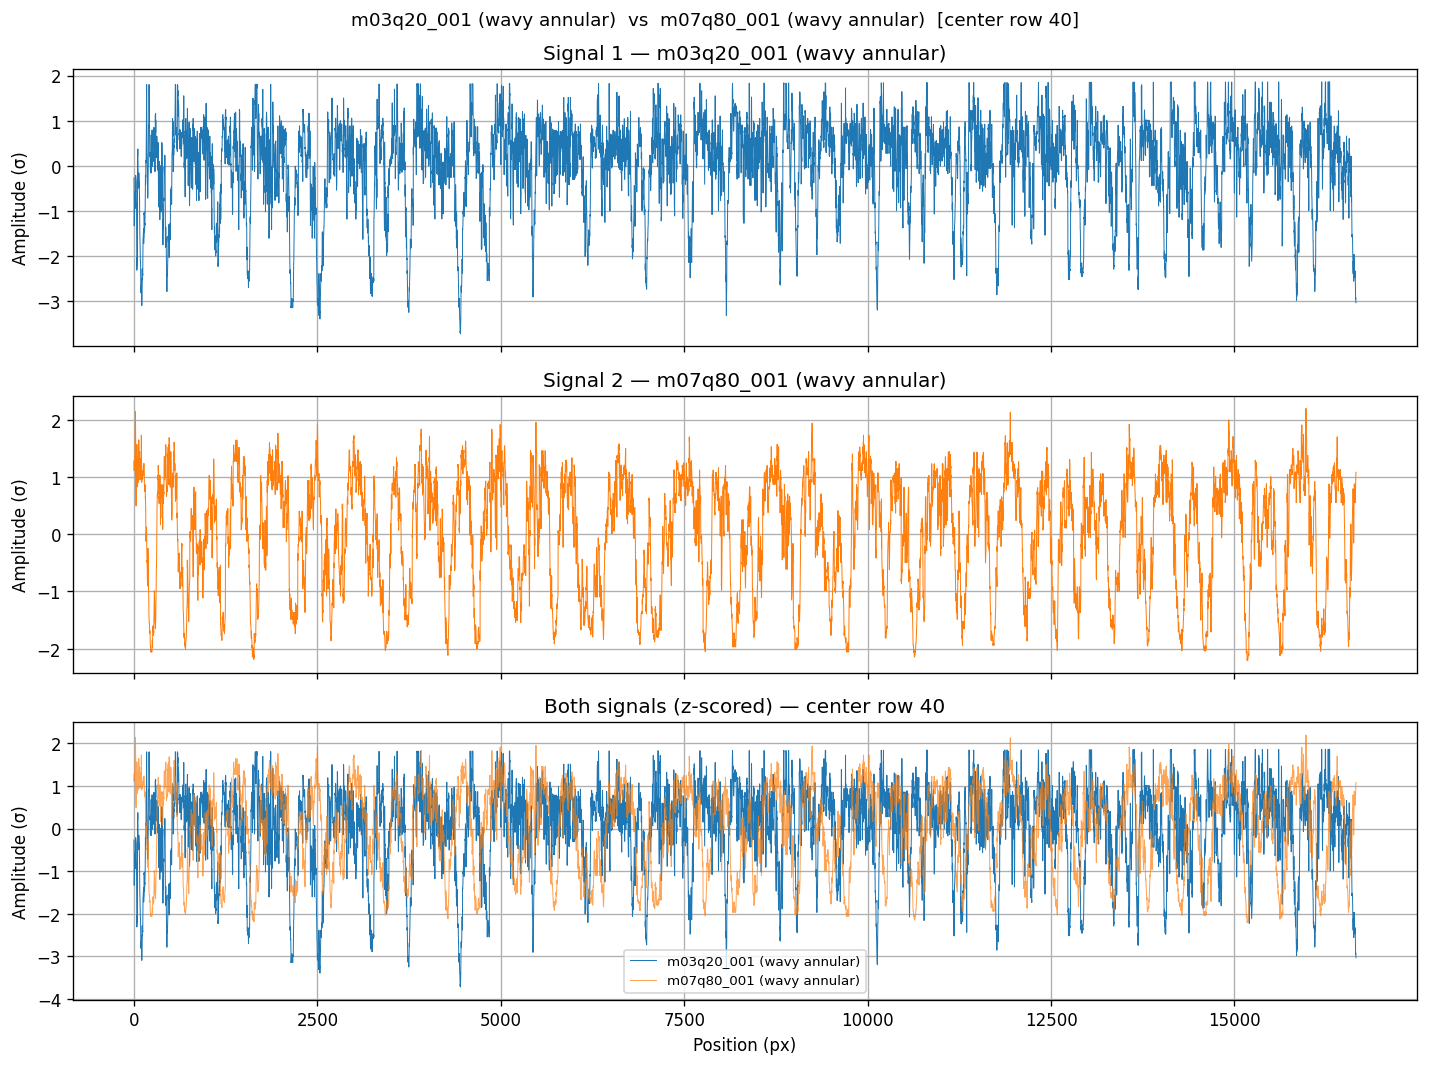 m03q20_001 (wavy annular)  vs  m07q80_001 (wavy annular)  [center row 40]
Signal 1 — m03q20_001 (wavy annular)
2
1
0
−1
−2
−3
Amplitude (σ)
Signal 2 — m07q80_001 (wavy annular)
2
1
0
−1
−2
Amplitude (σ)
Both signals (z-scored) — center row 40
2
1
0
−1
−2
−3
−4
Amplitude (σ)
m03q20_001 (wavy annular)
m07q80_001 (wavy annular)
0 2500 5000 7500 10000 12500 15000
Position (px)